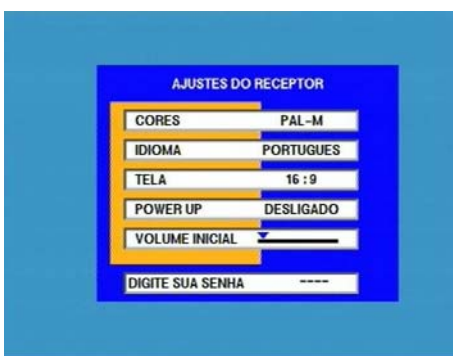 AJUSTES DO RECEPTOR
CORES PAL-M
IDIOMA PORTUGUES
TELA 16:9
POWER UP DESLIGADO
VOLUME INICIAL
DIGITE SUA SENHA ----